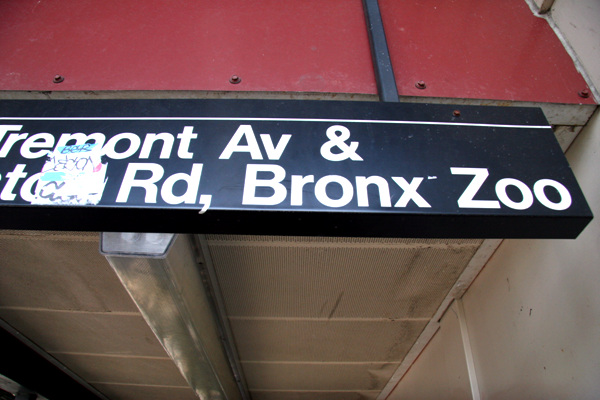 Tremont Av &
Rd, Bronx Zoo